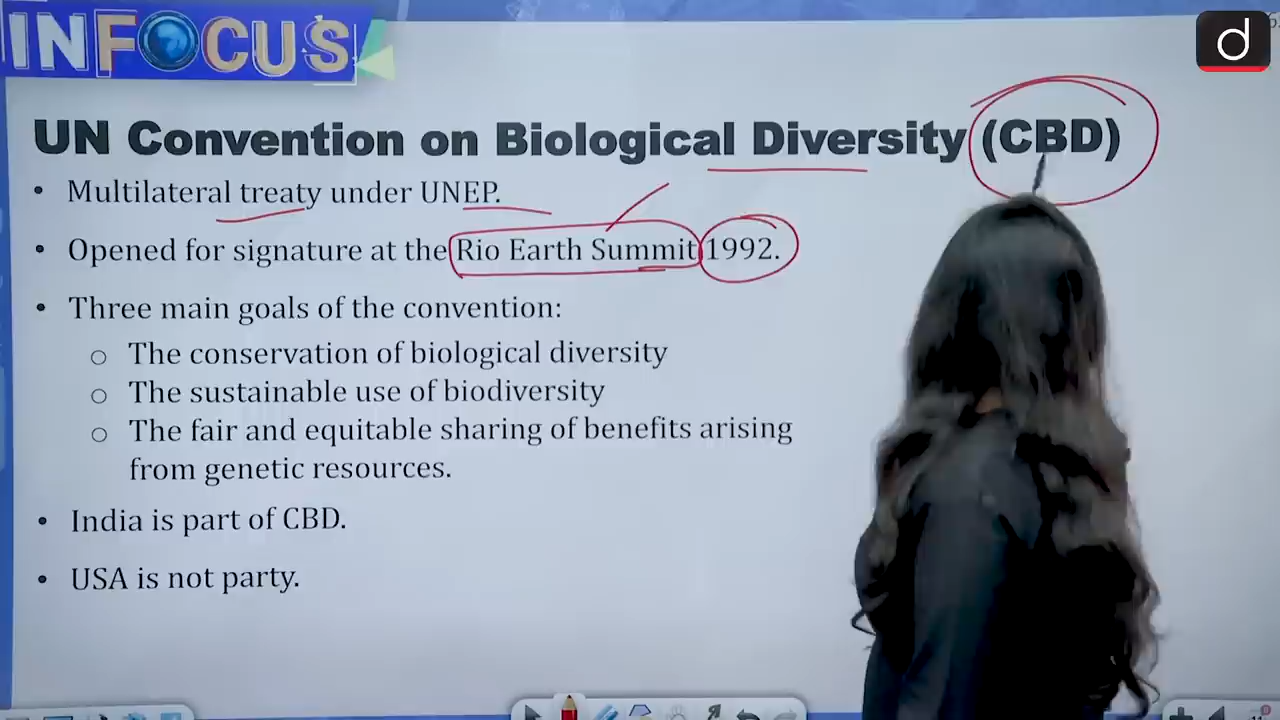 INFOCUS
d
UN Convention on Biological Diversity (CBD)
• Multilateral treaty under UNEP.
• Opened for signature at the Rio Earth Summit 1992.
• Three main goals of the convention:
○ The conservation of biological diversity
○ The sustainable use of biodiversity
○ The fair and equitable sharing of benefits arising
from genetic resources.
• India is part of CBD.
• USA is not party.